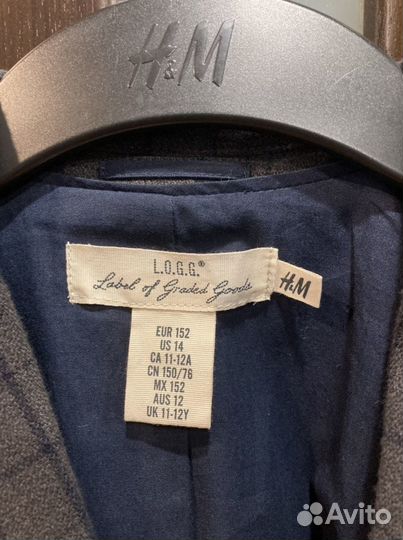 H&M
L.O.G.G.®
Label of Graded Goods
H&M
EUR 152
US 14
CA 11-12A
CN 150/76
MX 152
AUS 12
UK 11-12Y
Avito